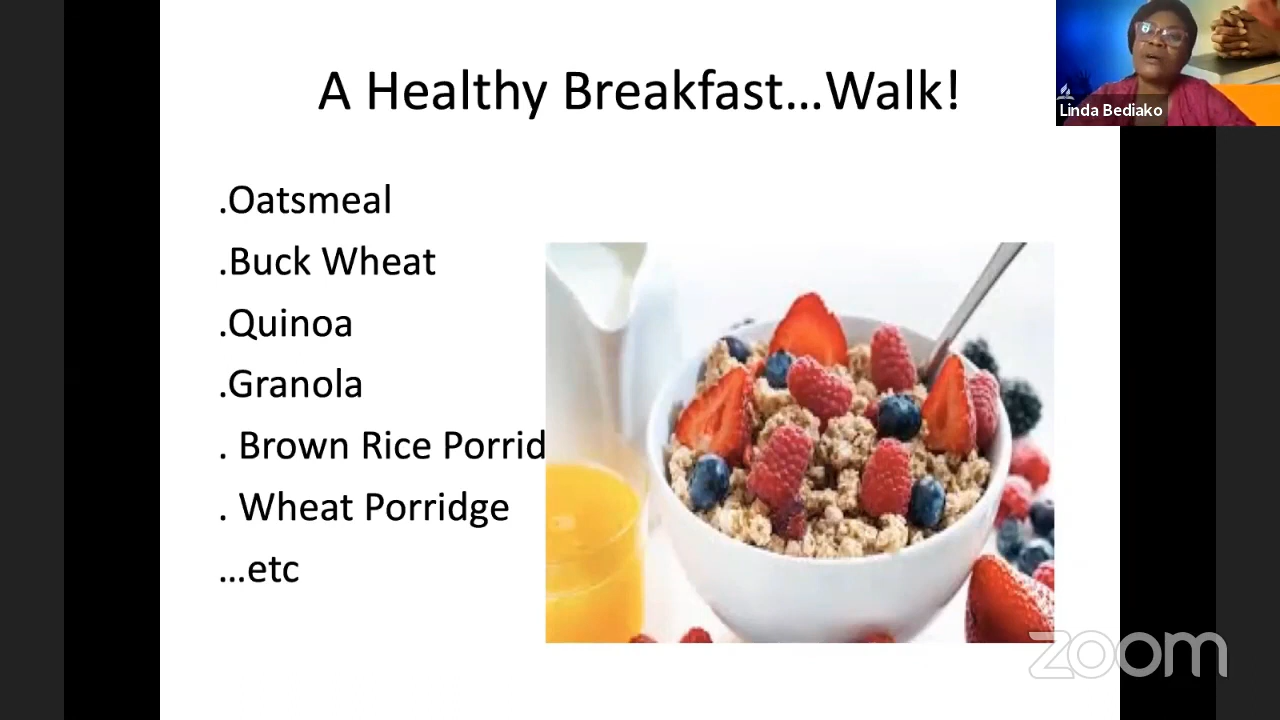 A Healthy Breakfast...Walk!
Linda Bediako
.Oatsmeal
.Buck Wheat
.Quinoa
.Granola
. Brown Rice Porrid
. Wheat Porridge
...etc
zoom